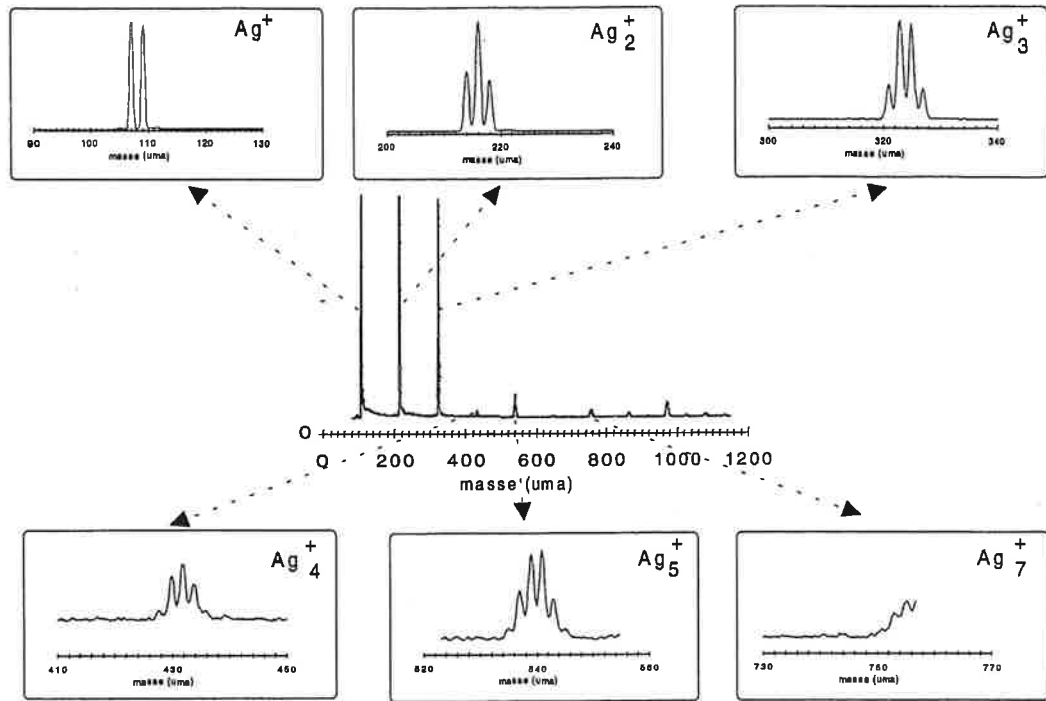 Ag+
90 100 110 120 130
masse (uma)
Ag2+
200 220 240
masse (uma)
Ag3+
300 320 340
masse (uma)
0
0 200 400 600 800 1000 1200
masse'(uma)
Ag4+
410 430 450
masse (uma)
Ag5+
520 540 560
masse (uma)
Ag7+
730 750 770
masse (uma)